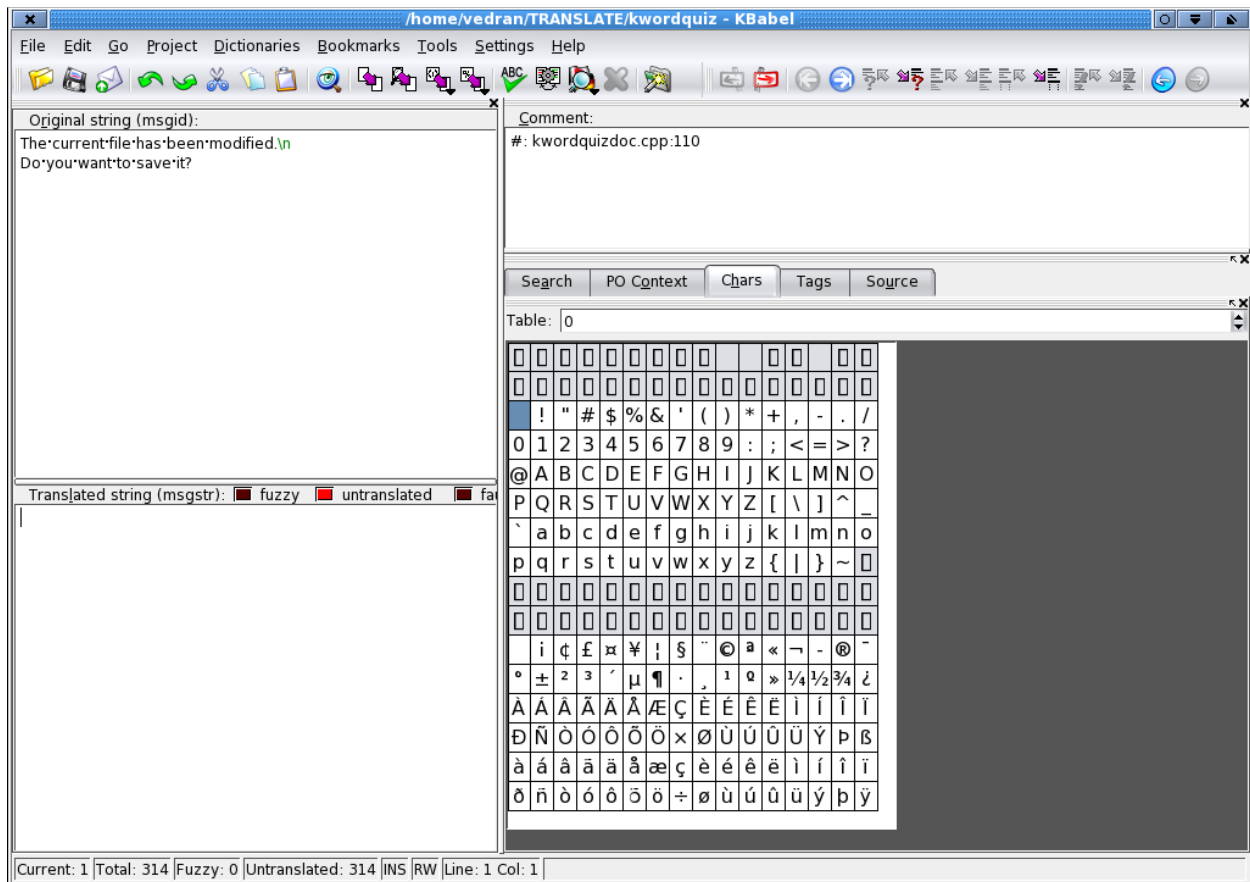 /home/vedran/TRANSLATE/kwordquiz - KBabel
File Edit Go Project Dictionaries Bookmarks Tools Settings Help
Original string (msgid):
The·current·file·has·been·modified.\n
Do·you·want·to·save·it?
Comment:
#: kwordquizdoc.cpp:110
Search PO Context Chars Tags Source
Table: 0
! " # $ % & ' ( ) * + , - . /
0 1 2 3 4 5 6 7 8 9 : ; < = > ?
@ A B C D E F G H I J K L M N O
P Q R S T U V W X Y Z [ \ ] ^ _
` a b c d e f g h i j k l m n o
p q r s t u v w x y z { | } ~
¡ ¢ £ ¤ ¥ ¦ § ¨ © ª « ¬ - ® ¯
° ± ² ³ ´ µ ¶ · ¸ ¹ º » ¼ ½ ¾ ¿
À Á Â Ã Ä Å Æ Ç È É Ê Ë Ì Í Î Ï
Ð Ñ Ò Ó Ô Õ Ö × Ø Ù Ú Û Ü Ý Þ ß
à á â ã ä å æ ç è é ê ë ì í î ï
ð ñ ò ó ô õ ö ÷ ø ù ú û ü ý þ ÿ
Translated string (msgstr): fuzzy untranslated fau
Current: 1 Total: 314 Fuzzy: 0 Untranslated: 314 INS RW Line: 1 Col: 1